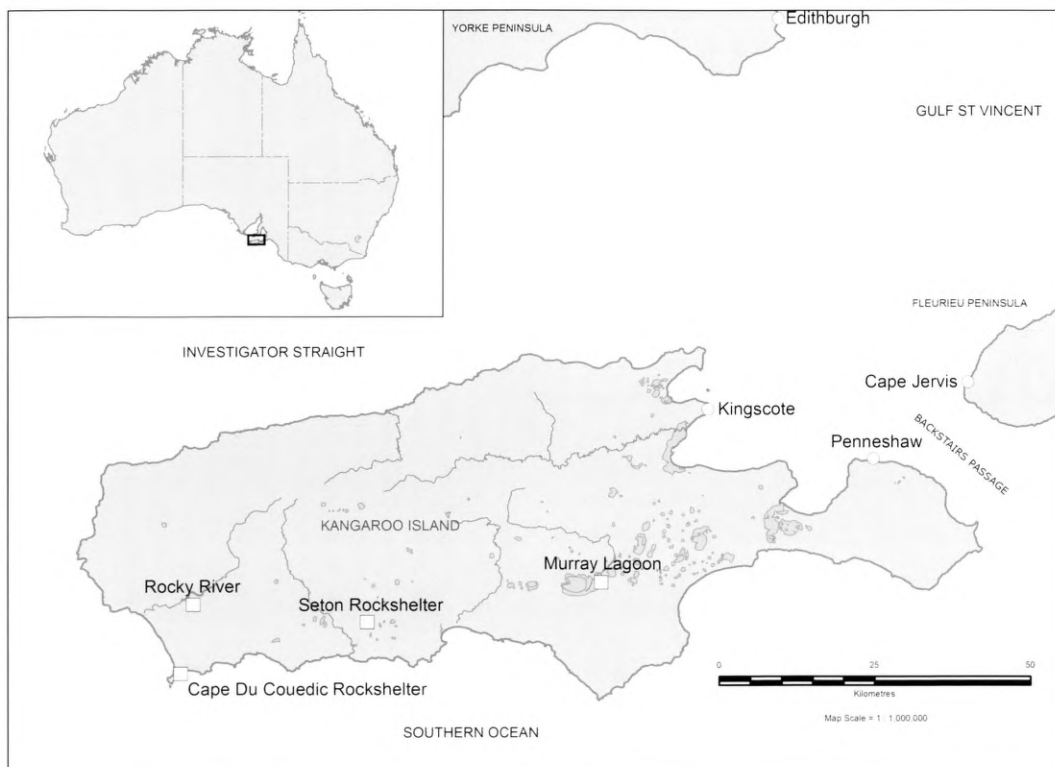 YORKE PENINSULA
Edithburgh
GULF ST VINCENT
FLEURIEU PENINSULA
INVESTIGATOR STRAIGHT
Cape Jervis
Kingscote
BACKSTAIRS PASSAGE
Penneshaw
KANGAROO ISLAND
Murray Lagoon
Rocky River
Seton Rockshelter
Cape Du Couedic Rockshelter
0 25 50
Kilometres
Map Scale = 1 : 1,000,000
SOUTHERN OCEAN